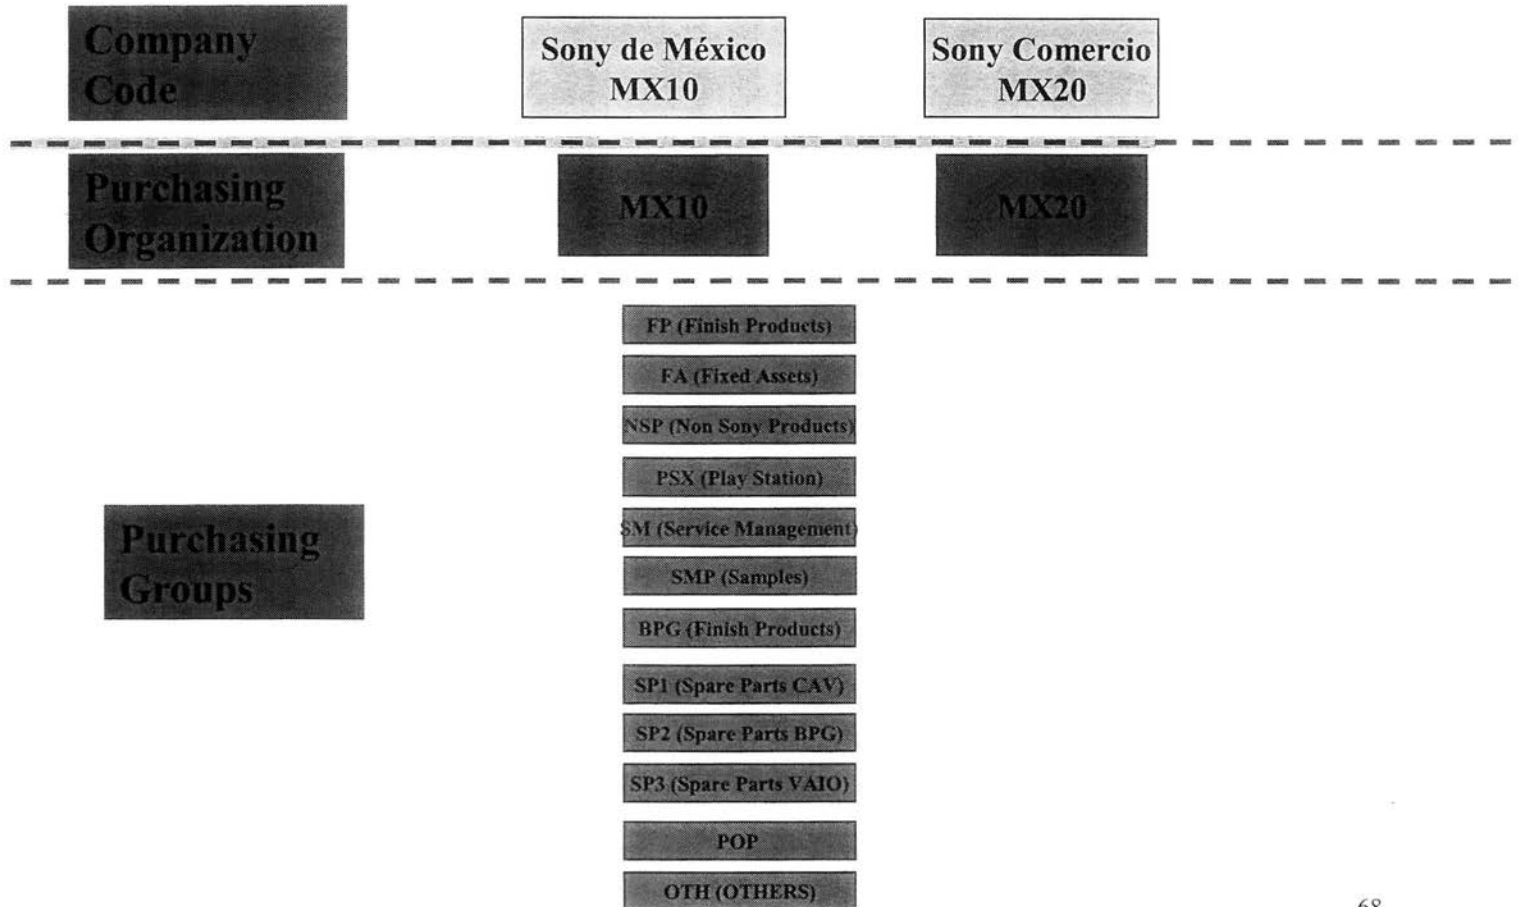 Company
Code
Sony de México
MX10
Sony Comercio
MX20
Purchasing
Organization
MX10
MX20
Purchasing
Groups
FP (Finish Products)
FA (Fixed Assets)
NSP (Non Sony Products)
PSX (Play Station)
SM (Service Management)
SMP (Samples)
BPG (Finish Products)
SP1 (Spare Parts CAV)
SP2 (Spare Parts BPG)
SP3 (Spare Parts VAIO)
POP
OTH (OTHERS)
68